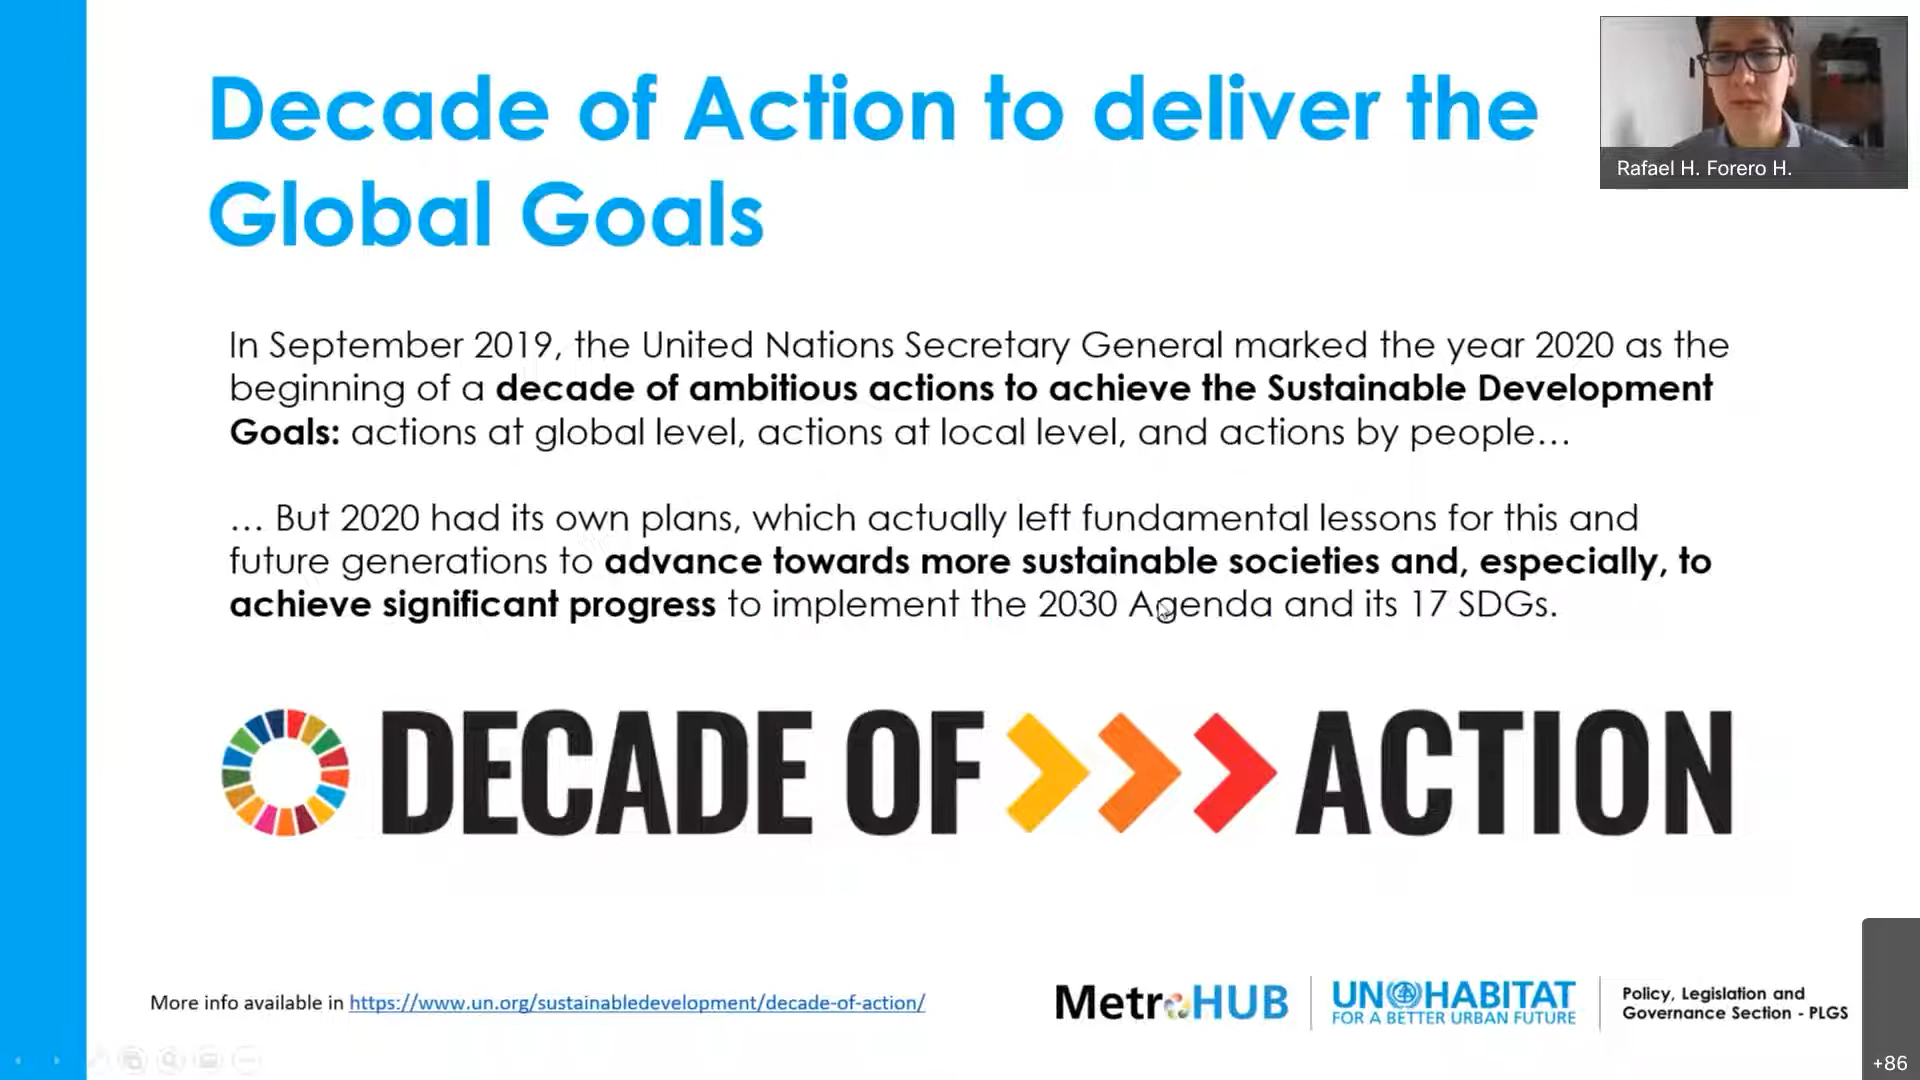 Decade of Action to deliver the
Global Goals
Rafael H. Forero H.
In September 2019, the United Nations Secretary General marked the year 2020 as the
beginning of a decade of ambitious actions to achieve the Sustainable Development
Goals: actions at global level, actions at local level, and actions by people…
… But 2020 had its own plans, which actually left fundamental lessons for this and
future generations to advance towards more sustainable societies and, especially, to
achieve significant progress to implement the 2030 Agenda and its 17 SDGs.
DECADE OF ACTION
More info available in https://www.un.org/sustainabledevelopment/decade-of-action/
MetroHUB
UN HABITAT
FOR A BETTER URBAN FUTURE
Policy, Legislation and
Governance Section - PLGS
+86